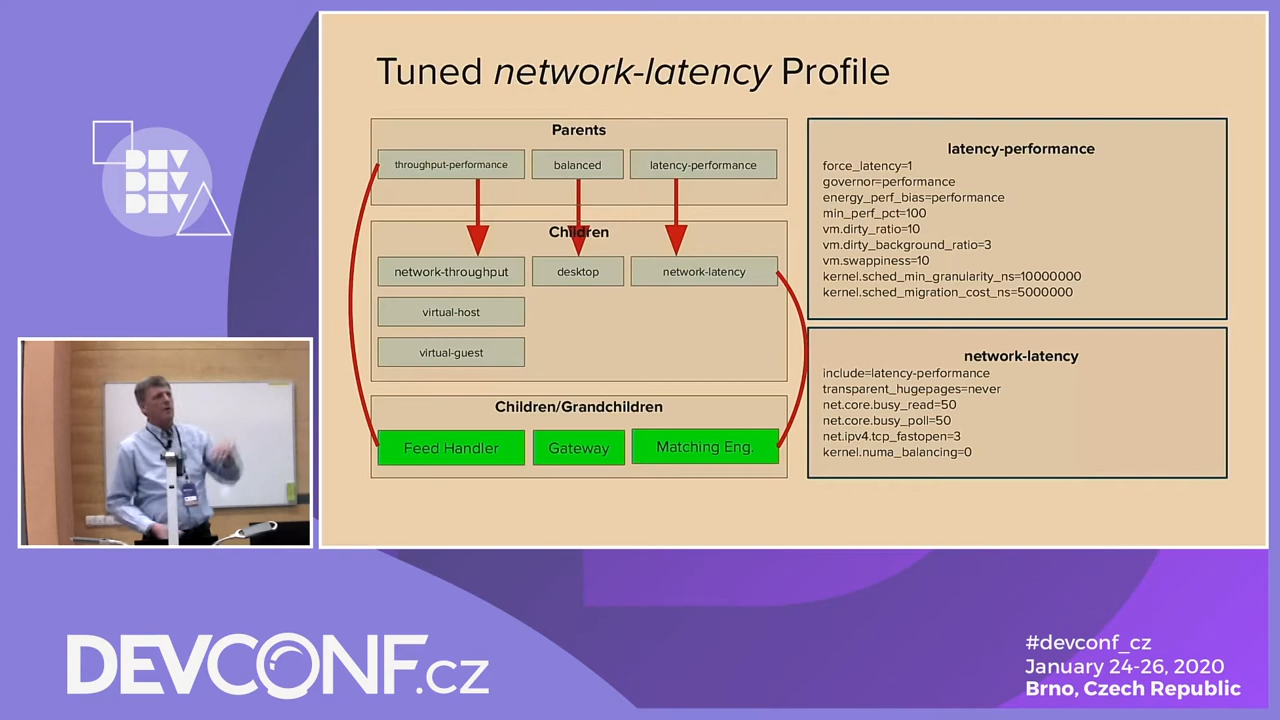 DEV
DEV
DEV
Tuned network-latency Profile
Parents
throughput-performance
balanced
latency-performance
Children
network-throughput
desktop
network-latency
virtual-host
virtual-guest
Children/Grandchildren
Feed Handler
Gateway
Matching Eng.
latency-performance
force_latency=1
governor=performance
energy_perf_bias=performance
min_perf_pct=100
vm.dirty_ratio=10
vm.dirty_background_ratio=3
vm.swappiness=10
kernel.sched_min_granularity_ns=10000000
kernel.sched_migration_cost_ns=5000000
network-latency
include=latency-performance
transparent_hugepages=never
net.core.busy_read=50
net.core.busy_poll=50
net.ipv4.tcp_fastopen=3
kernel.numa_balancing=0
DEVCONF.cz
#devconf_cz
January 24-26, 2020
Brno, Czech Republic